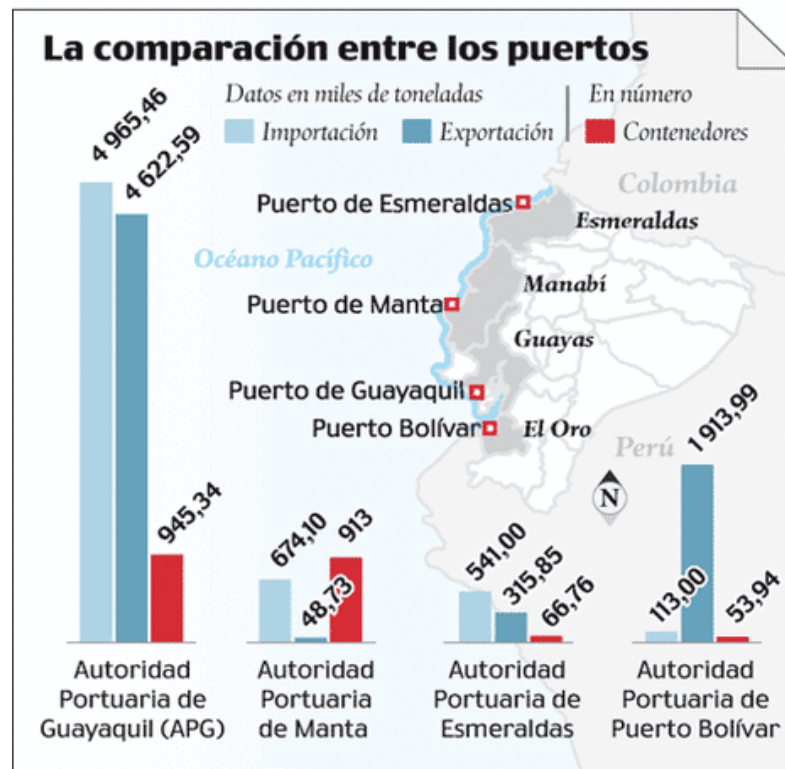 La comparación entre los puertos
Datos en miles de toneladas
Importación
Exportación
En número
Contenedores
4 965,46
4 622,59
945,34
Colombia
Puerto de Esmeraldas
Esmeraldas
Océano Pacífico
Manabí
Puerto de Manta
Guayas
Puerto de Guayaquil
Puerto Bolívar
El Oro
Perú
N
674,10
48,73
913
541,00
315,85
66,76
113,00
1 913,99
53,94
Autoridad
Portuaria de
Guayaquil (APG)
Autoridad
Portuaria
de Manta
Autoridad
Portuaria de
Esmeraldas
Autoridad
Portuaria de
Puerto Bolívar